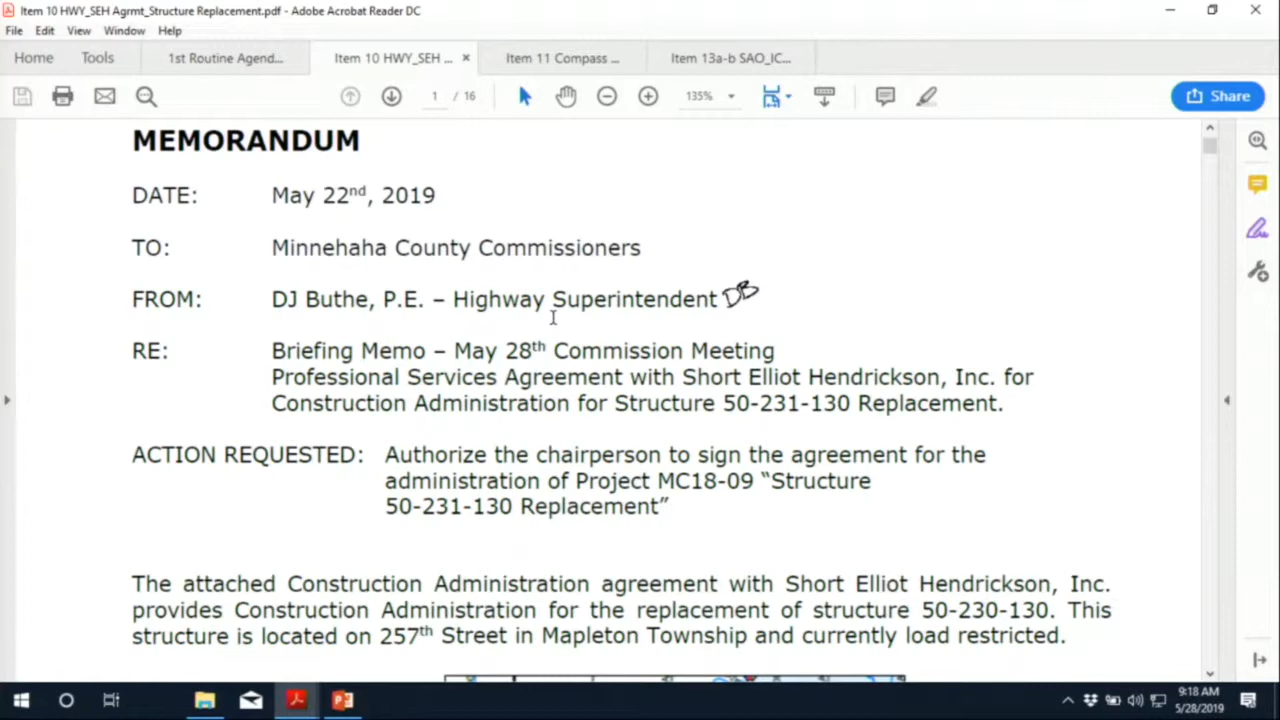 Item 10 HWY_SEH Agrmt_Structure Replacement.pdf - Adobe Acrobat Reader DC
File Edit View Window Help
Home Tools 1st Routine Agend... Item 10 HWY_SEH ... × Item 11 Compass ... Item 13a-b SAO_IC...
1 / 16 135% Share
MEMORANDUM
DATE: May 22nd, 2019
TO: Minnehaha County Commissioners
FROM: DJ Buthe, P.E. – Highway Superintendent DB
RE: Briefing Memo – May 28th Commission Meeting
Professional Services Agreement with Short Elliot Hendrickson, Inc. for
Construction Administration for Structure 50-231-130 Replacement.
ACTION REQUESTED: Authorize the chairperson to sign the agreement for the
administration of Project MC18-09 “Structure
50-231-130 Replacement”
The attached Construction Administration agreement with Short Elliot Hendrickson, Inc.
provides Construction Administration for the replacement of structure 50-230-130. This
structure is located on 257th Street in Mapleton Township and currently load restricted.
9:18 AM
5/28/2019